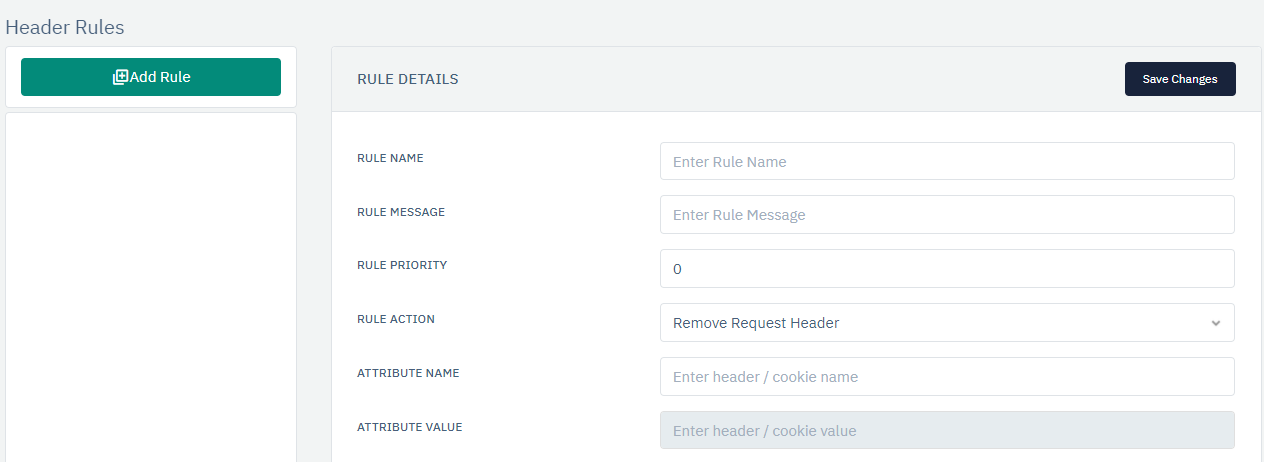 Header Rules
Add Rule
RULE DETAILS
Save Changes
RULE NAME
Enter Rule Name
RULE MESSAGE
Enter Rule Message
RULE PRIORITY
0
RULE ACTION
Remove Request Header
ATTRIBUTE NAME
Enter header / cookie name
ATTRIBUTE VALUE
Enter header / cookie value